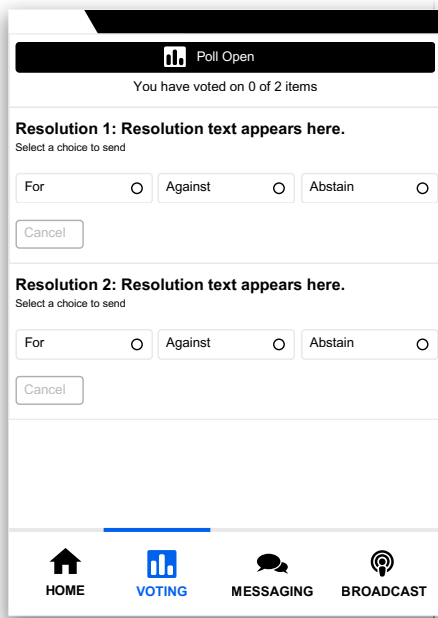 Poll Open
You have voted on 0 of 2 items
Resolution 1: Resolution text appears here.
Select a choice to send
For Against Abstain
Cancel
Resolution 2: Resolution text appears here.
Select a choice to send
For Against Abstain
Cancel
HOME VOTING MESSAGING BROADCAST